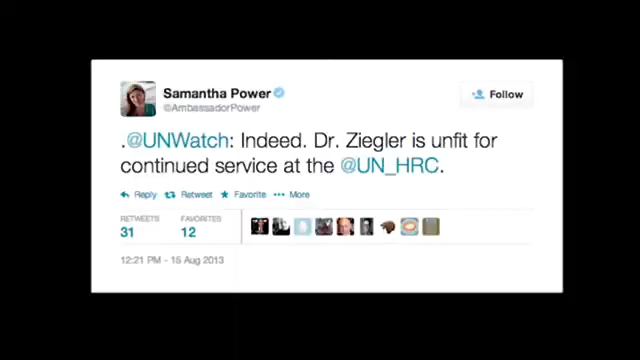 Samantha Power
@AmbassadorPower
Follow
.@UNWatch: Indeed. Dr. Ziegler is unfit for
continued service at the @UN_HRC.
Reply Retweet Favorite More
RETWEETS FAVORITES
31 12
12:21 PM - 15 Aug 2013